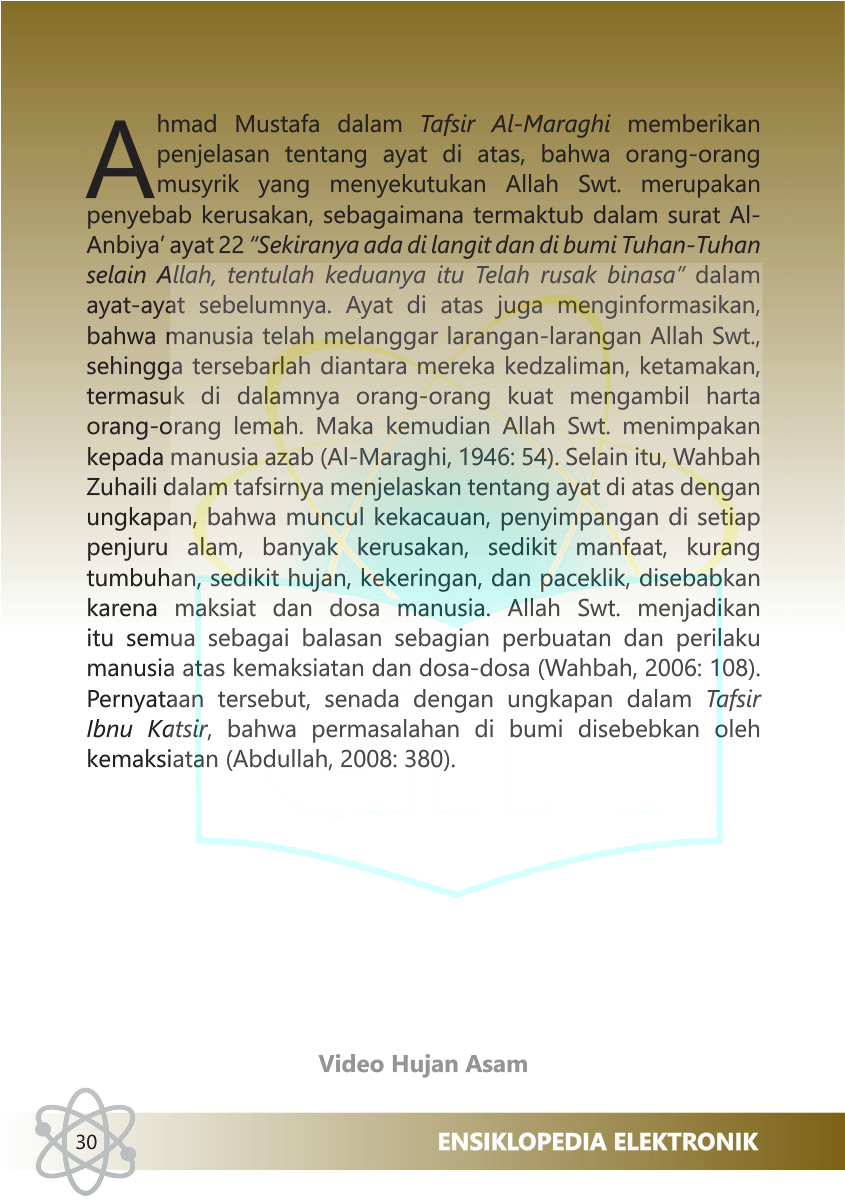 Ahmad Mustafa dalam Tafsir Al-Maraghi memberikan
penjelasan tentang ayat di atas, bahwa orang-orang
musyrik yang menyekutukan Allah Swt. merupakan
penyebab kerusakan, sebagaimana termaktub dalam surat Al-
Anbiya’ ayat 22 “Sekiranya ada di langit dan di bumi Tuhan-Tuhan
selain Allah, tentulah keduanya itu Telah rusak binasa” dalam
ayat-ayat sebelumnya. Ayat di atas juga menginformasikan,
bahwa manusia telah melanggar larangan-larangan Allah Swt.,
sehingga tersebarlah diantara mereka kedzaliman, ketamakan,
termasuk di dalamnya orang-orang kuat mengambil harta
orang-orang lemah. Maka kemudian Allah Swt. menimpakan
kepada manusia azab (Al-Maraghi, 1946: 54). Selain itu, Wahbah
Zuhaili dalam tafsirnya menjelaskan tentang ayat di atas dengan
ungkapan, bahwa muncul kekacauan, penyimpangan di setiap
penjuru alam, banyak kerusakan, sedikit manfaat, kurang
tumbuhan, sedikit hujan, kekeringan, dan paceklik, disebabkan
karena maksiat dan dosa manusia. Allah Swt. menjadikan
itu semua sebagai balasan sebagian perbuatan dan perilaku
manusia atas kemaksiatan dan dosa-dosa (Wahbah, 2006: 108).
Pernyataan tersebut, senada dengan ungkapan dalam Tafsir
Ibnu Katsir, bahwa permasalahan di bumi disebebkan oleh
kemaksiatan (Abdullah, 2008: 380).
Video Hujan Asam
30
ENSIKLOPEDIA ELEKTRONIK